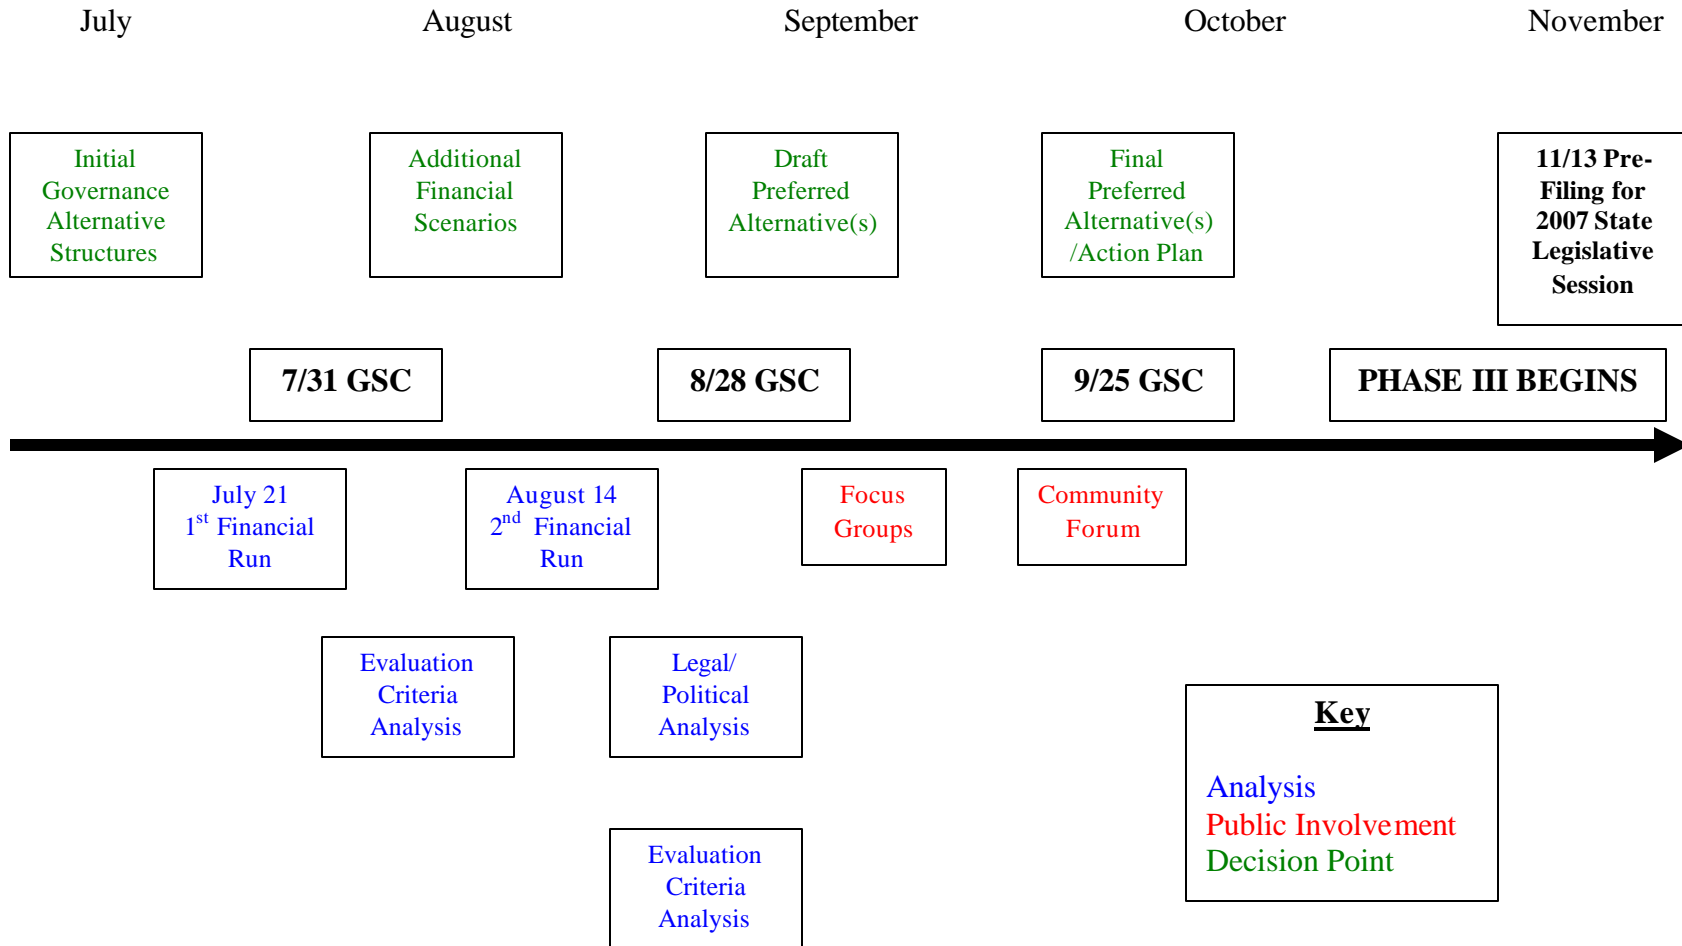 July
August
September
October
November
Initial
Governance
Alternative
Structures
Additional
Financial
Scenarios
Draft
Preferred
Alternative(s)
Final
Preferred
Alternative(s)
/Action Plan
11/13 Pre-
Filing for
2007 State
Legislative
Session
7/31 GSC
8/28 GSC
9/25 GSC
PHASE III BEGINS
July 21
1st Financial
Run
August 14
2nd Financial
Run
Focus
Groups
Community
Forum
Evaluation
Criteria
Analysis
Legal/
Political
Analysis
Evaluation
Criteria
Analysis
Key
Analysis
Public Involvement
Decision Point